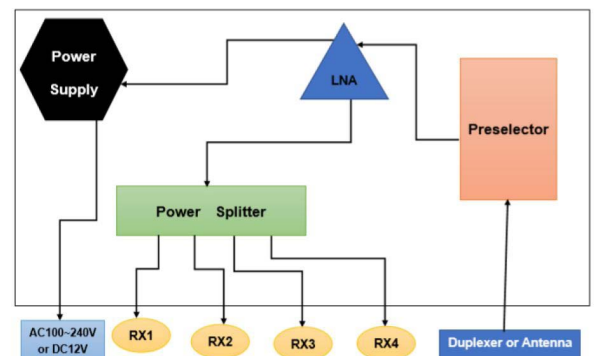 Power
Supply
LNA
Preselector
Power Splitter
AC100~240V
or DC12V
RX1
RX2
RX3
RX4
Duplexer or Antenna